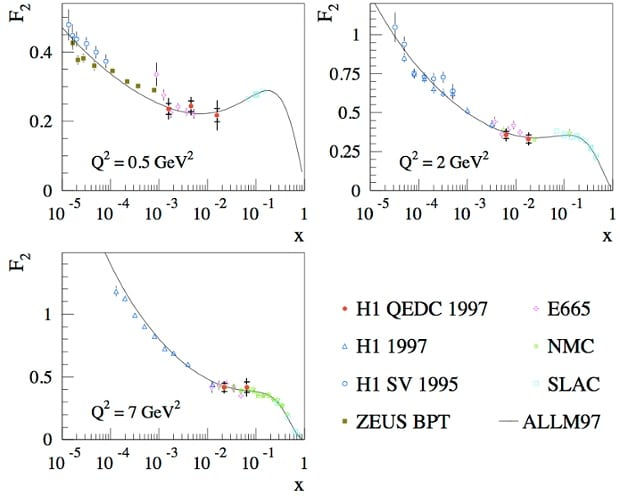 F₂
0.4
0.2
0
Q² = 0.5 GeV²
10⁻⁵ 10⁻⁴ 10⁻³ 10⁻² 10⁻¹ 1
x
F₂
1
0.75
0.5
0.25
0
Q² = 2 GeV²
10⁻⁵ 10⁻⁴ 10⁻³ 10⁻² 10⁻¹ 1
x
F₂
1
0.5
0
Q² = 7 GeV²
10⁻⁵ 10⁻⁴ 10⁻³ 10⁻² 10⁻¹ 1
x
H1 QEDC 1997
H1 1997
H1 SV 1995
ZEUS BPT
E665
NMC
SLAC
ALLM97